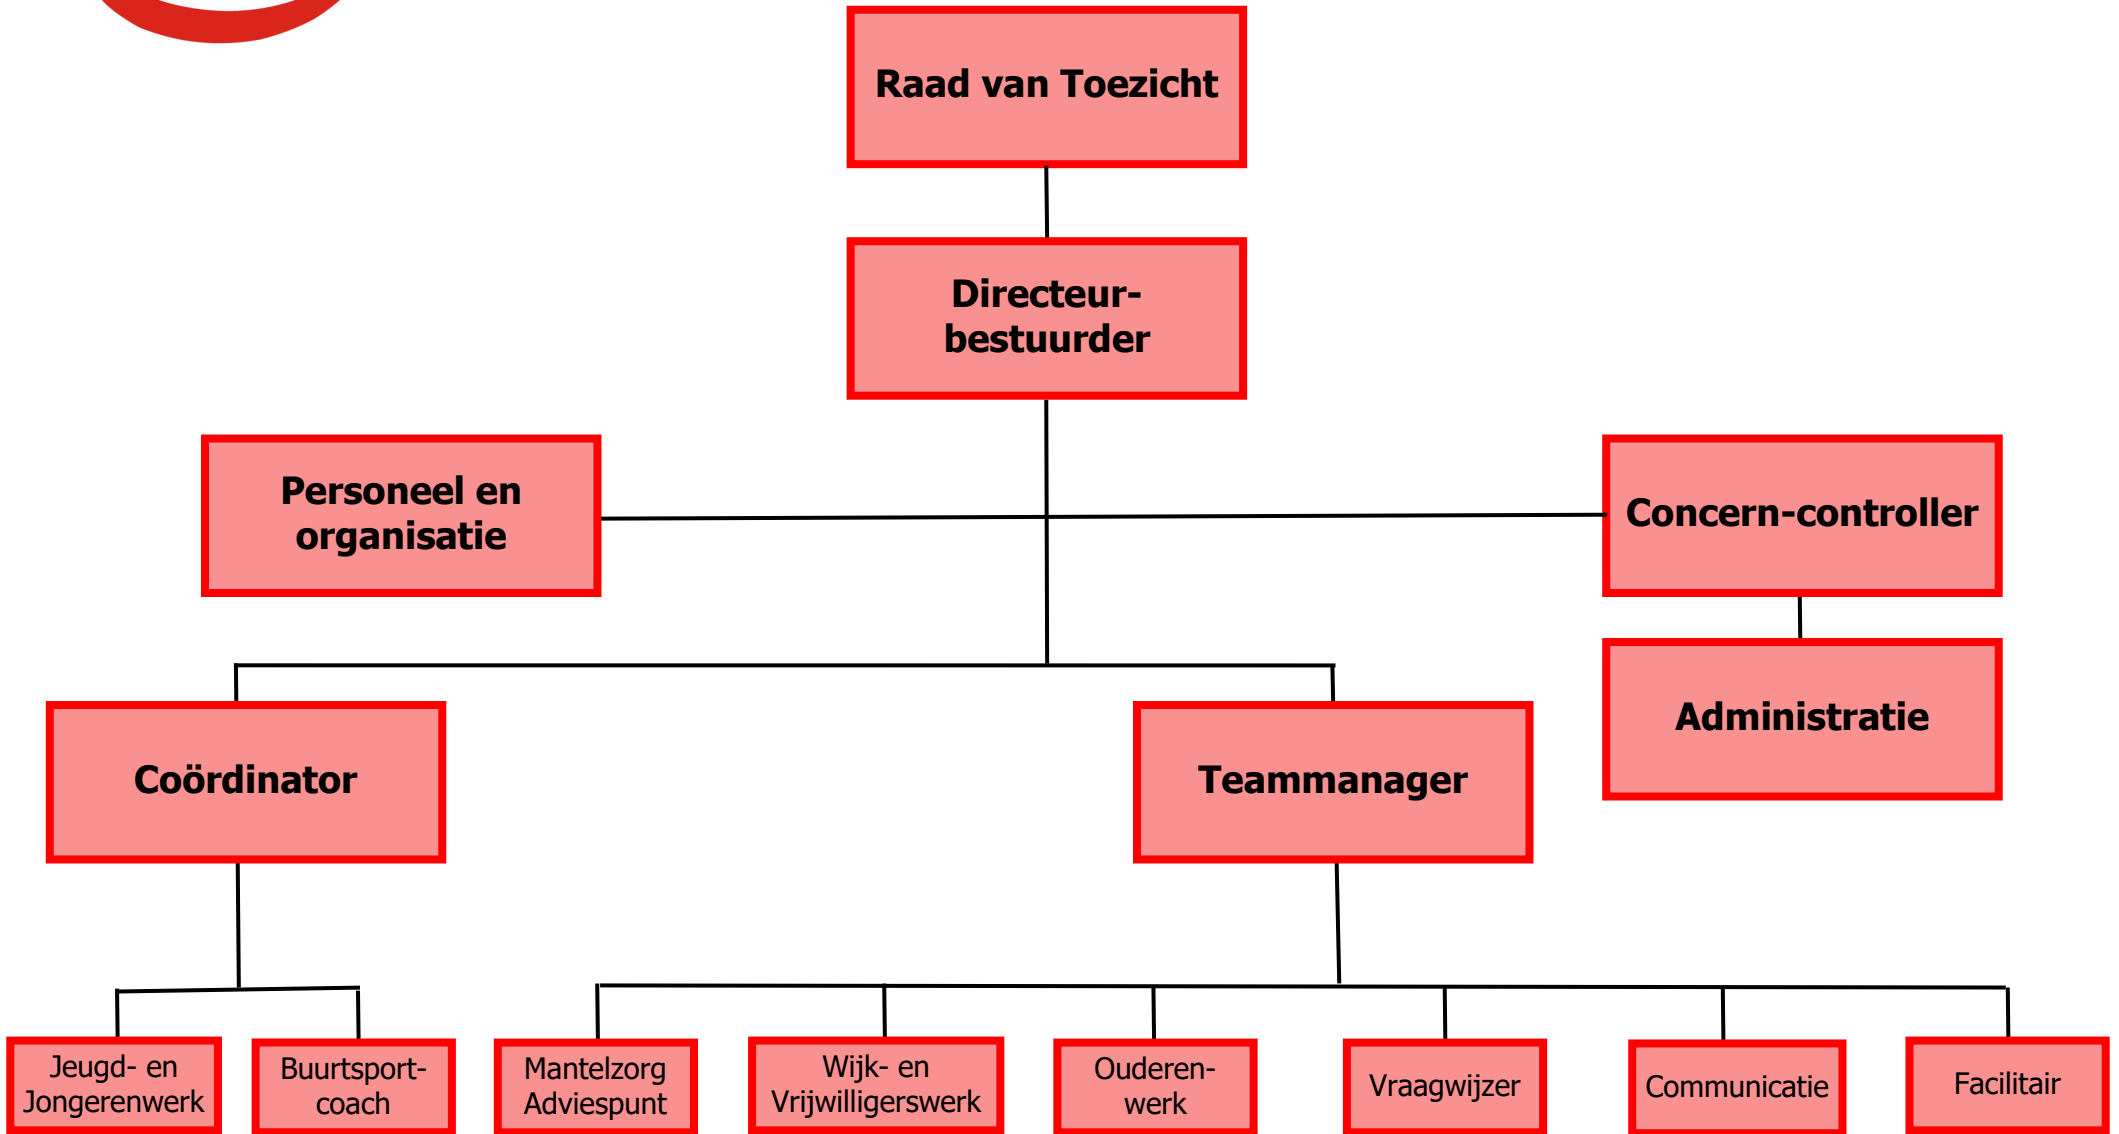 Raad van Toezicht
Directeur-
bestuurder
Personeel en
organisatie
Concern-controller
Administratie
Coördinator
Teammanager
Jeugd- en
Jongerenwerk
Buurtsport-
coach
Mantelzorg
Adviespunt
Wijk- en
Vrijwilligerswerk
Ouderen-
werk
Vraagwijzer
Communicatie
Facilitair